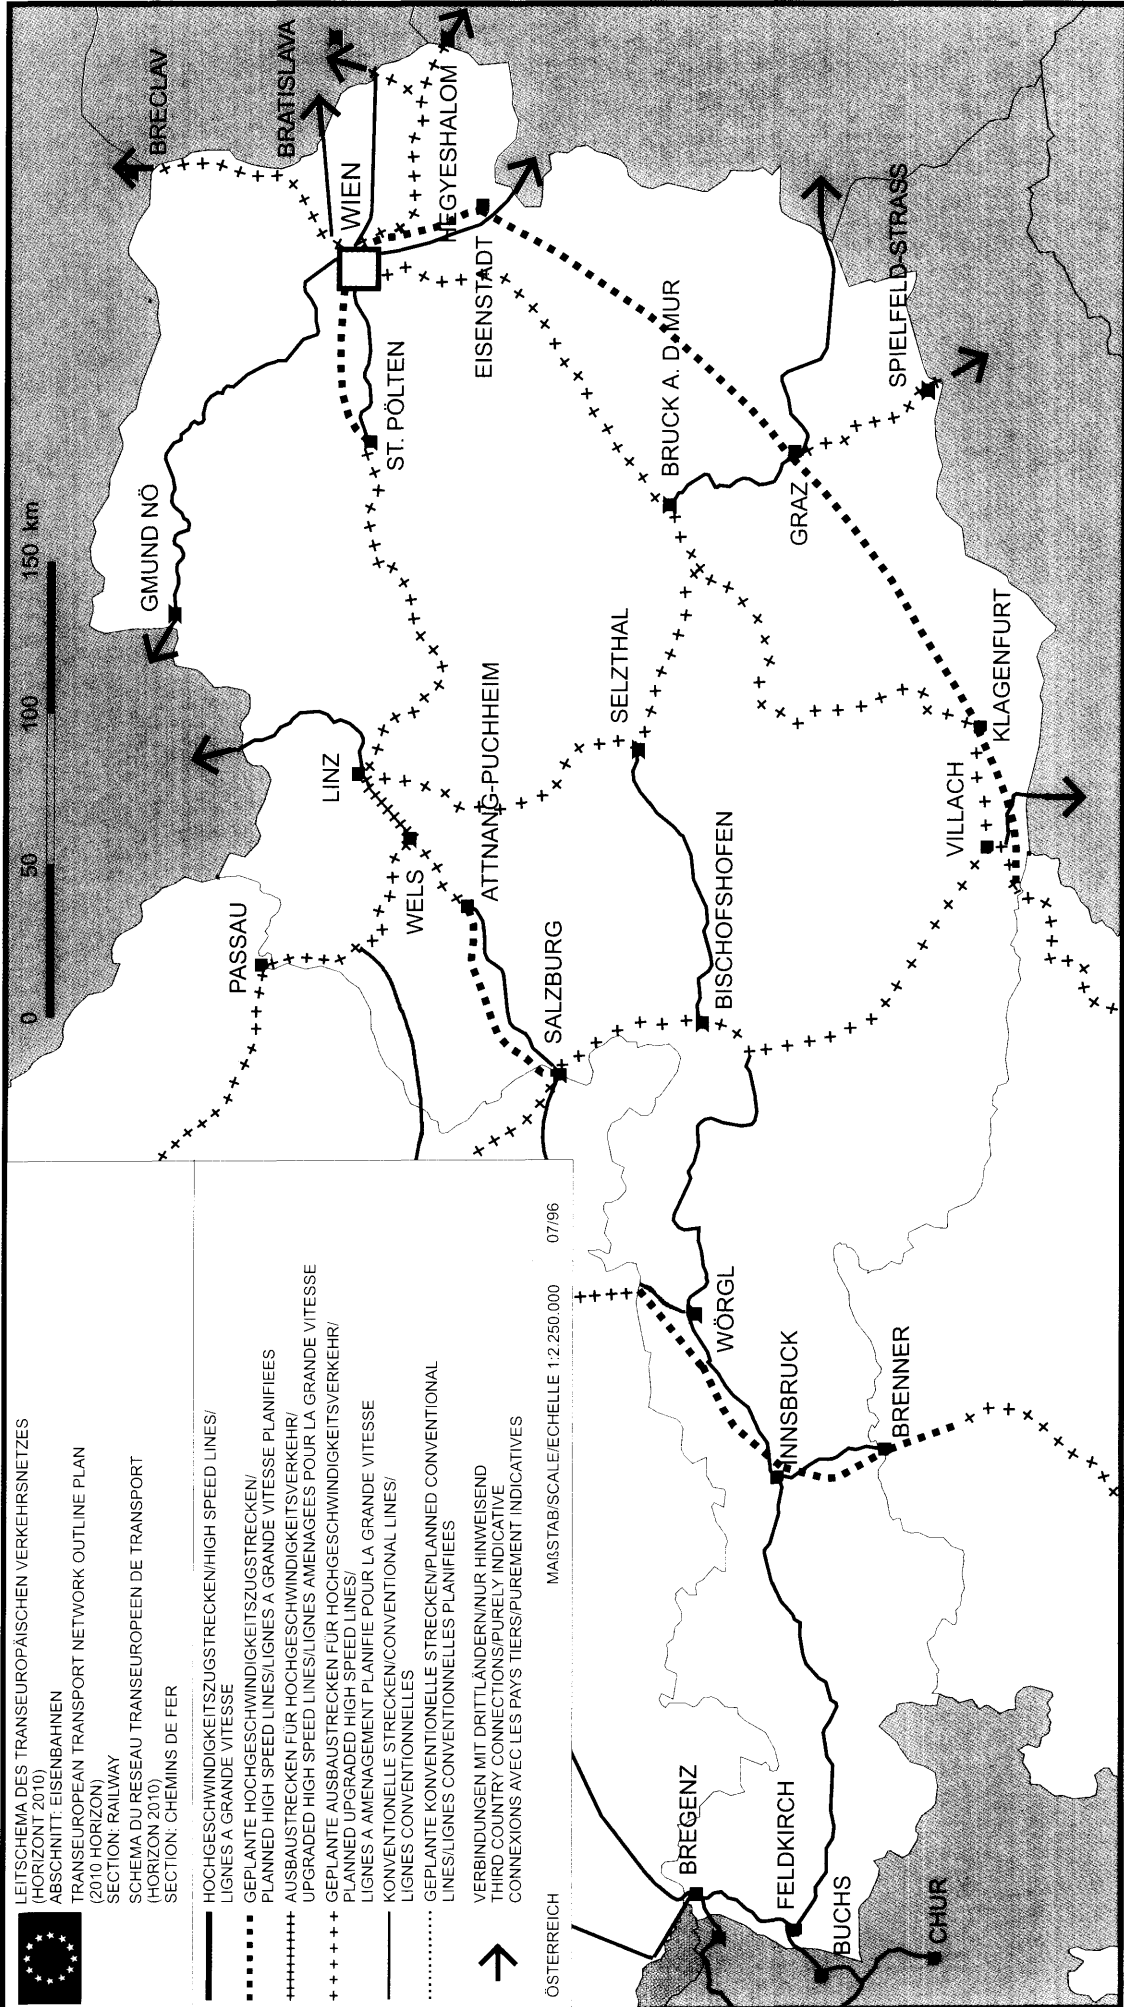 LEITSCHEMA DES TRANSEUROPÄISCHEN VERKEHRSNETZES
(HORIZONT 2010)
ABSCHNITT: EISENBAHNEN
TRANSEUROPEAN TRANSPORT NETWORK OUTLINE PLAN
(2010 HORIZON)
SECTION: RAILWAY
SCHEMA DU RESEAU TRANSEUROPEEN DE TRANSPORT
(HORIZON 2010)
SECTION: CHEMINS DE FER
HOCHGESCHWINDIGKEITSZUGSTRECKEN/HIGH SPEED LINES/
LIGNES A GRANDE VITESSE
GEPLANTE HOCHGESCHWINDIGKEITSZUGSTRECKEN/
PLANNED HIGH SPEED LINES/LIGNES A GRANDE VITESSE PLANIFIEES
AUSBAUSTRECKEN FÜR HOCHGESCHWINDIGKEITSVERKEHR/
UPGRADED HIGH SPEED LINES/LIGNES AMENAGEES POUR LA GRANDE VITESSE
GEPLANTE AUSBAUSTRECKEN FÜR HOCHGESCHWINDIGKEITSVERKEHR/
PLANNED UPGRADED HIGH SPEED LINES/
LIGNES A AMENAGEMENT PLANIFIE POUR LA GRANDE VITESSE
KONVENTIONELLE STRECKEN/CONVENTIONAL LINES/
LIGNES CONVENTIONNELLES
GEPLANTE KONVENTIONELLE STRECKEN/PLANNED CONVENTIONAL
LINES/LIGNES CONVENTIONNELLES PLANIFIEES
VERBINDUNGEN MIT DRITTLÄNDERN/NUR HINWEISEND
THIRD COUNTRY CONNECTIONS/PURELY INDICATIVE
CONNEXIONS AVEC LES PAYS TIERS/PUREMENT INDICATIVES
ÖSTERREICH MAßSTAB/SCALE/ECHELLE 1:2.250.000 07/96
0 50 100 150 km
BRECLAV
BRATISLAVA
GMUND NÖ
WIEN
HEGYESHALOM
PASSAU
LINZ
ST. PÖLTEN
EISENSTADT
WELS
ATTNANG-PUCHHEIM
SALZBURG
SELZTHAL
BRUCK A. D. MUR
BISCHOFSHOFEN
GRAZ
SPIELFELD-STRASS
WÖRGL
INNSBRUCK
BRENNER
VILLACH
KLAGENFURT
BREGENZ
FELDKIRCH
BUCHS
CHUR